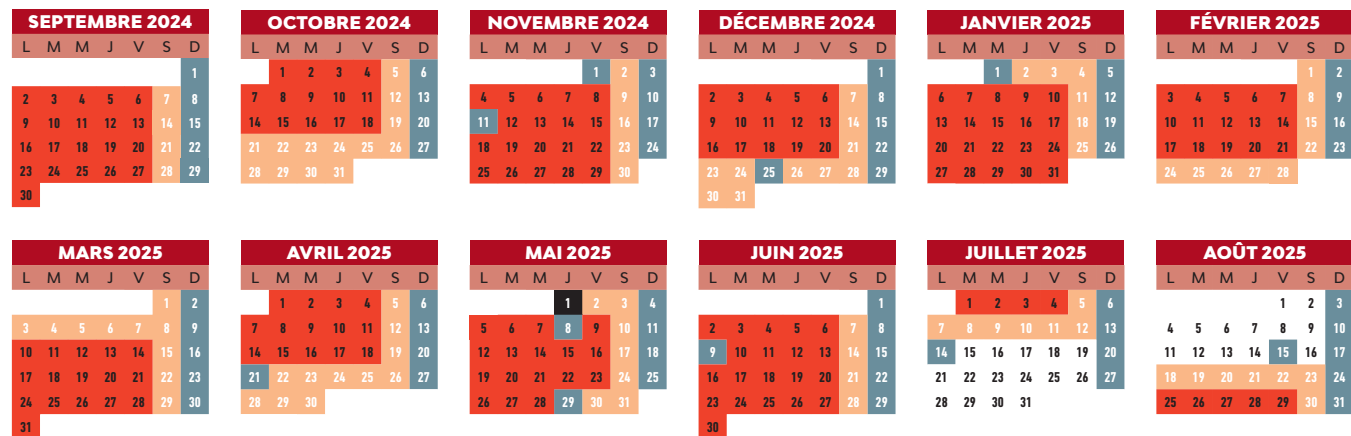 SEPTEMBRE 2024
L M M J V S D
1
2 3 4 5 6 7 8
9 10 11 12 13 14 15
16 17 18 19 20 21 22
23 24 25 26 27 28 29
30
OCTOBRE 2024
L M M J V S D
1 2 3 4 5 6
7 8 9 10 11 12 13
14 15 16 17 18 19 20
21 22 23 24 25 26 27
28 29 30 31
NOVEMBRE 2024
L M M J V S D
1 2 3
4 5 6 7 8 9 10
11 12 13 14 15 16 17
18 19 20 21 22 23 24
25 26 27 28 29 30
DÉCEMBRE 2024
L M M J V S D
1
2 3 4 5 6 7 8
9 10 11 12 13 14 15
16 17 18 19 20 21 22
23 24 25 26 27 28 29
30 31
JANVIER 2025
L M M J V S D
1 2 3 4 5
6 7 8 9 10 11 12
13 14 15 16 17 18 19
20 21 22 23 24 25 26
27 28 29 30 31
FÉVRIER 2025
L M M J V S D
1 2
3 4 5 6 7 8 9
10 11 12 13 14 15 16
17 18 19 20 21 22 23
24 25 26 27 28
MARS 2025
L M M J V S D
1 2
3 4 5 6 7 8 9
10 11 12 13 14 15 16
17 18 19 20 21 22 23
24 25 26 27 28 29 30
31
AVRIL 2025
L M M J V S D
1 2 3 4 5 6
7 8 9 10 11 12 13
14 15 16 17 18 19 20
21 22 23 24 25 26 27
28 29 30
MAI 2025
L M M J V S D
1 2 3 4
5 6 7 8 9 10 11
12 13 14 15 16 17 18
19 20 21 22 23 24 25
26 27 28 29 30 31
JUIN 2025
L M M J V S D
1
2 3 4 5 6 7 8
9 10 11 12 13 14 15
16 17 18 19 20 21 22
23 24 25 26 27 28 29
30
JUILLET 2025
L M M J V S D
1 2 3 4 5 6
7 8 9 10 11 12 13
14 15 16 17 18 19 20
21 22 23 24 25 26 27
28 29 30 31
AOÛT 2025
L M M J V S D
1 2 3
4 5 6 7 8 9 10
11 12 13 14 15 16 17
18 19 20 21 22 23 24
25 26 27 28 29 30 31